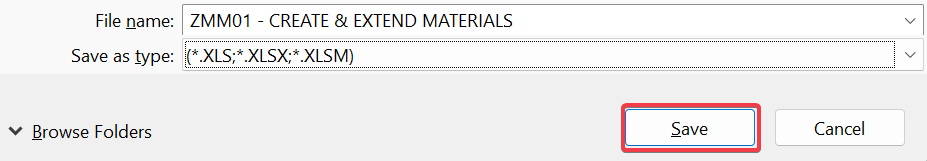 File name: ZMM01 - CREATE & EXTEND MATERIALS
Save as type: (*.XLS;*.XLSX;*.XLSM)
Browse Folders Save Cancel